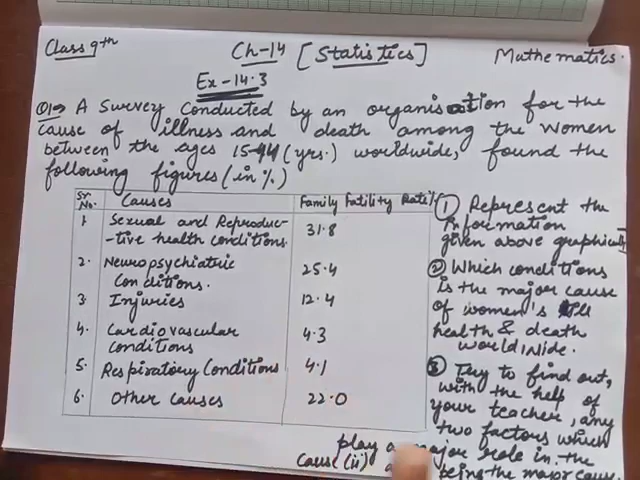 Class 9th
Ch-14 [Statistics]
Mathematics.
Ex-14.3
Q1→ A Survey conducted by an organisation for the
cause of illness and death among the women
between the ages 15-44 (yrs.) worldwide, found the
following figures (in %)
Sr. No. Causes Female Fatility Rate %
1. Sexual and Reproduc-
-tive health conditions. 31.8
2. Neuropsychiatric
Conditions. 25.4
3. Injuries 12.4
4. Cardiovascular
conditions 4.3
5. Respiratory Conditions 4.1
6. Other Causes 22.0
① Represent the
information
given above graphically
② Which conditions
is the major cause
of women's ill
health & death
worldwide.
③ Try to find out,
with the help of
your teacher, any
two factors which
play a major role in the
Cause (ii) being the major cause